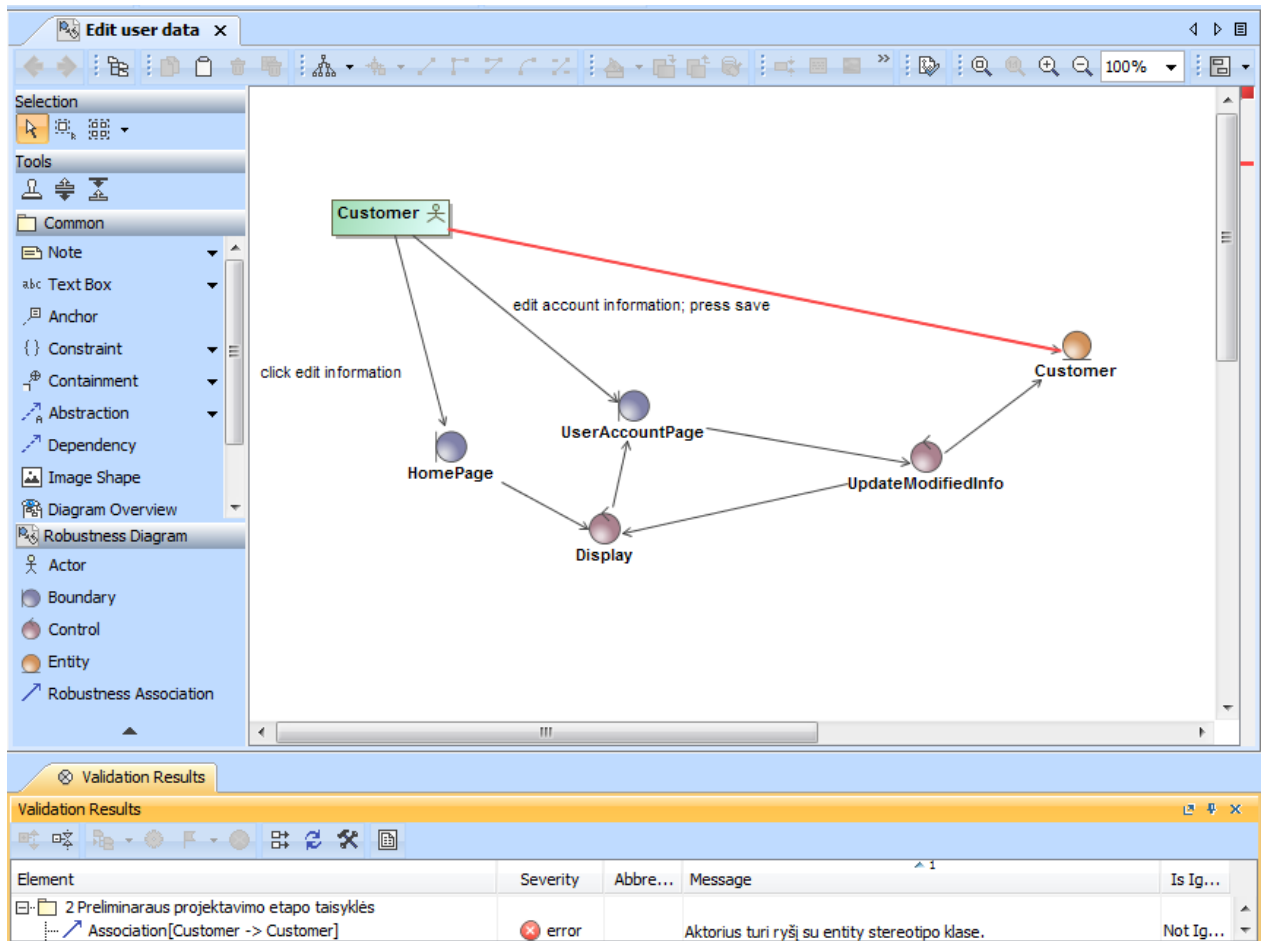 Edit user data
100%
Selection
Tools
Common
Note
abc Text Box
Anchor
{ } Constraint
Containment
A Abstraction
Dependency
Image Shape
Diagram Overview
Robustness Diagram
Actor
Boundary
Control
Entity
Robustness Association
Customer
edit account information; press save
click edit information
Customer
UserAccountPage
HomePage
UpdateModifiedInfo
Display
Validation Results
Validation Results
Element Severity Abbre... Message 1 Is Ig...
2 Preliminaraus projektavimo etapo taisyklės
Association[Customer -> Customer] error Aktorius turi ryšį su entity stereotipo klase. Not Ig...